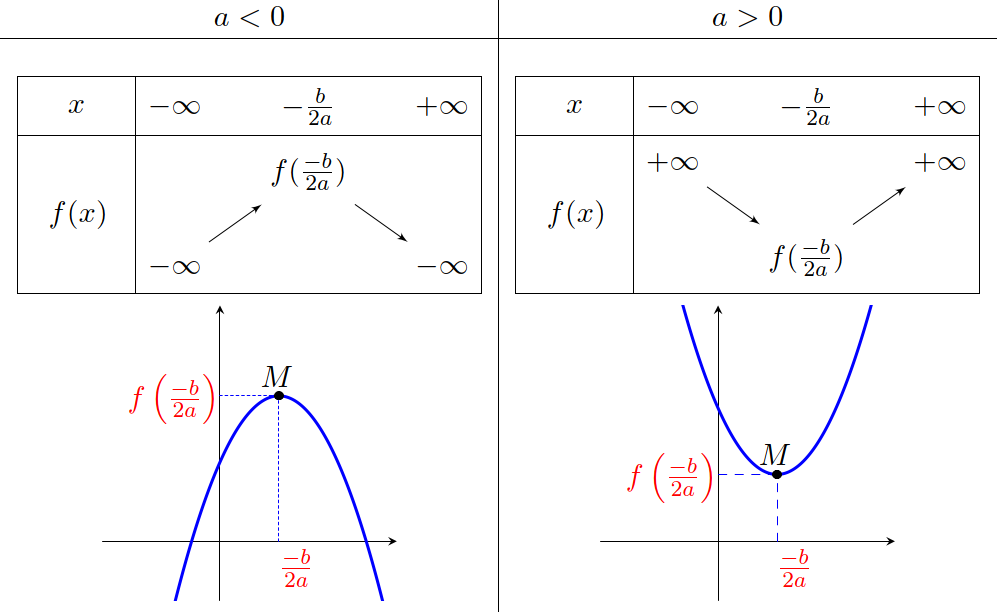 a < 0
a > 0
x −∞ −b/2a +∞
f(x) −∞ f(−b/2a) −∞
M
f(−b/2a)
−b/2a
x −∞ −b/2a +∞
f(x) +∞ f(−b/2a) +∞
M
f(−b/2a)
−b/2a